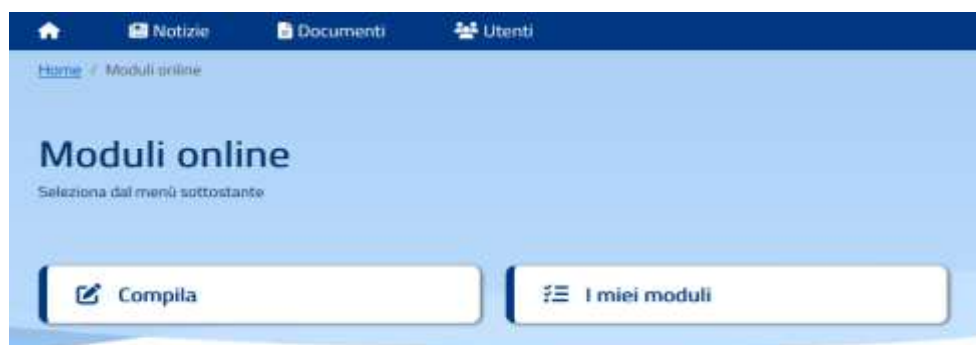 Notizie Documenti Utenti
Home / Moduli online
Moduli online
Seleziona dal menù sottostante
Compila I miei moduli